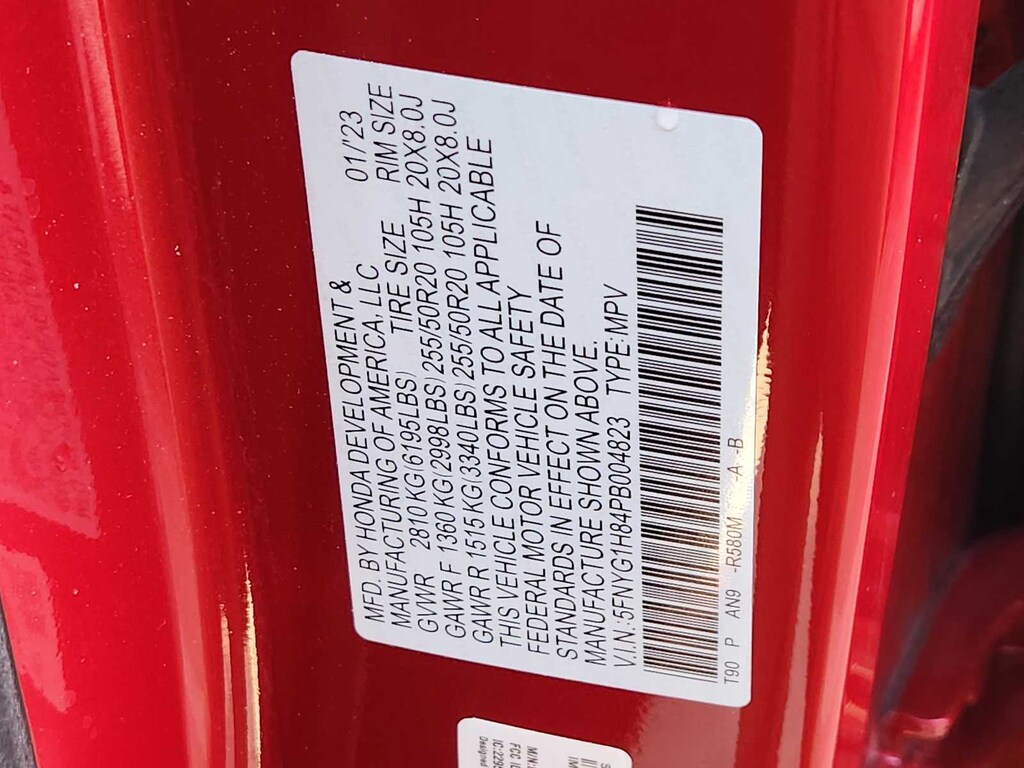 MFD. BY HONDA DEVELOPMENT &
MANUFACTURING OF AMERICA, LLC 01/'23
GVWR 2810 KG(6195LBS) TIRE SIZE RIM SIZE
GAWR F 1360 KG(2998LBS) 255/50R20 105H 20X8.0J
GAWR R 1515 KG(3340LBS) 255/50R20 105H 20X8.0J
THIS VEHICLE CONFORMS TO ALL APPLICABLE
FEDERAL MOTOR VEHICLE SAFETY
STANDARDS IN EFFECT ON THE DATE OF
MANUFACTURE SHOWN ABOVE.
V.I.N.:5FNYG1H84PB004823 TYPE:MPV
T90 P AN9 -R580M -A -B
FCC
Designed